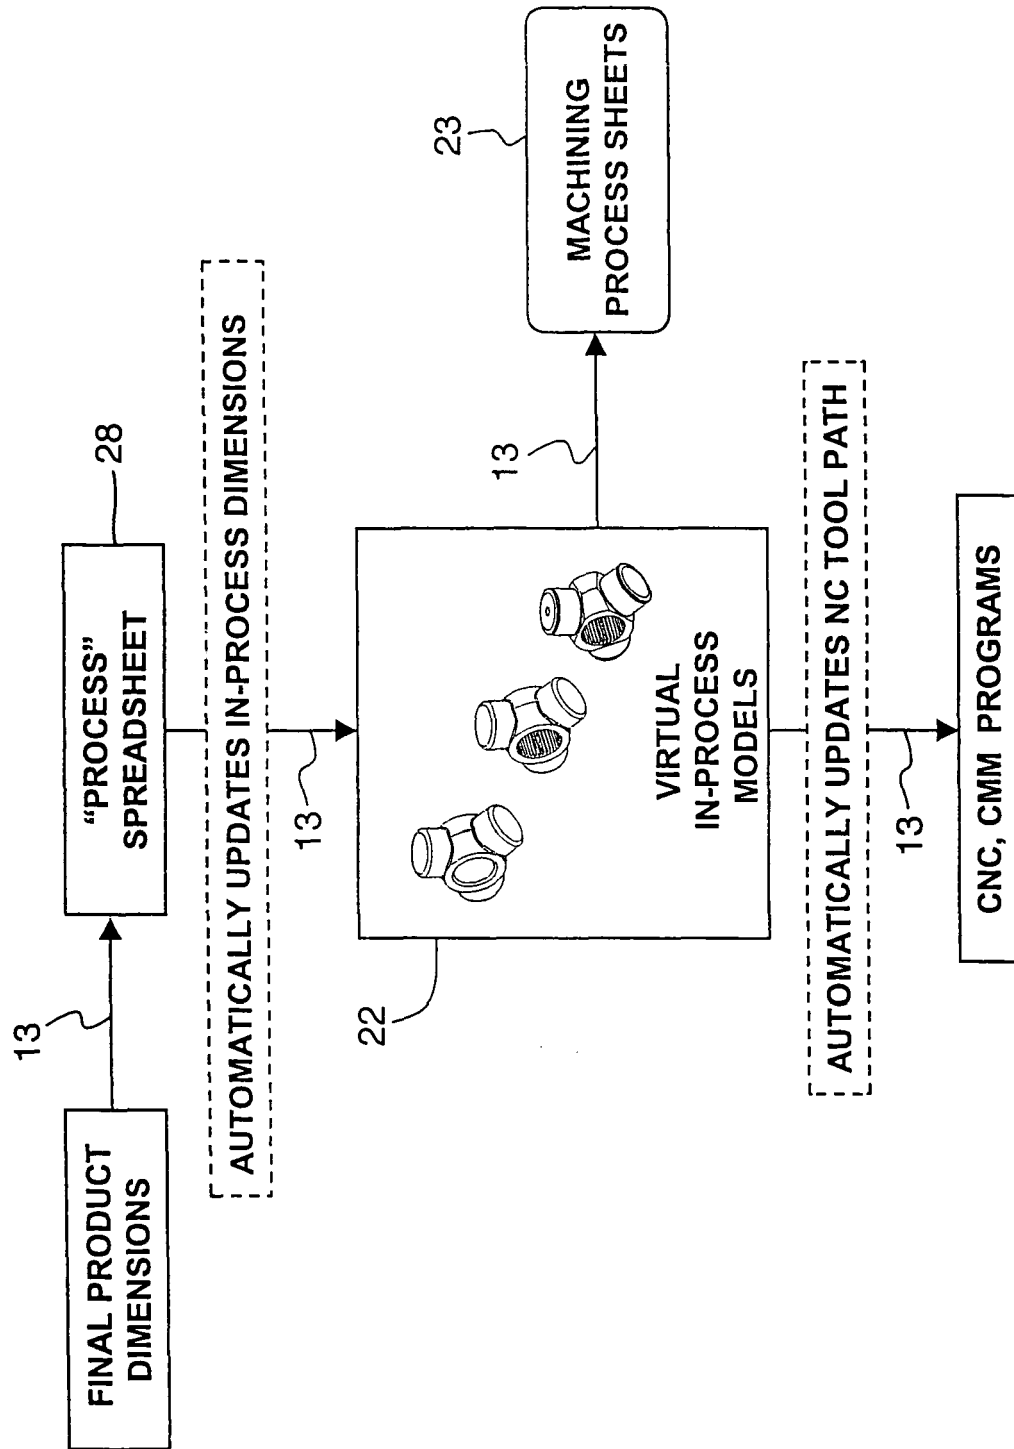 FINAL PRODUCT
DIMENSIONS
13
"PROCESS"
SPREADSHEET
28
AUTOMATICALLY UPDATES IN-PROCESS DIMENSIONS
13
22
VIRTUAL
IN-PROCESS
MODELS
13
23
MACHINING
PROCESS SHEETS
AUTOMATICALLY UPDATES NC TOOL PATH
13
CNC, CMM PROGRAMS